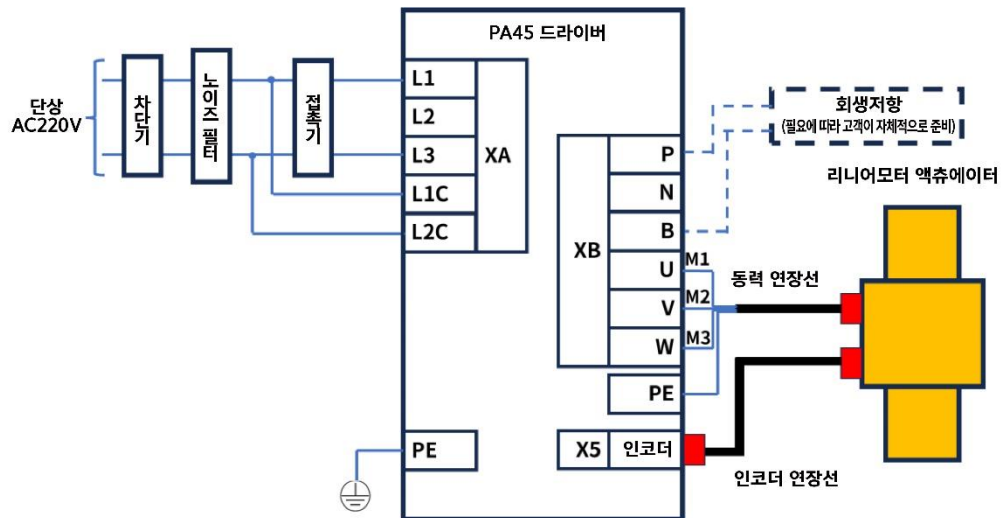 PA45 드라이버
단상
AC220V
차단기
노이즈 필터
접촉기
L1
L2
L3
L1C
L2C
XA
회생저항
(필요에 따라 고객이 자체적으로 준비)
리니어모터 액츄에이터
XB
P
N
B
U
V
W
M1
M2
M3
동력 연장선
PE
PE
X5
인코더
인코더 연장선